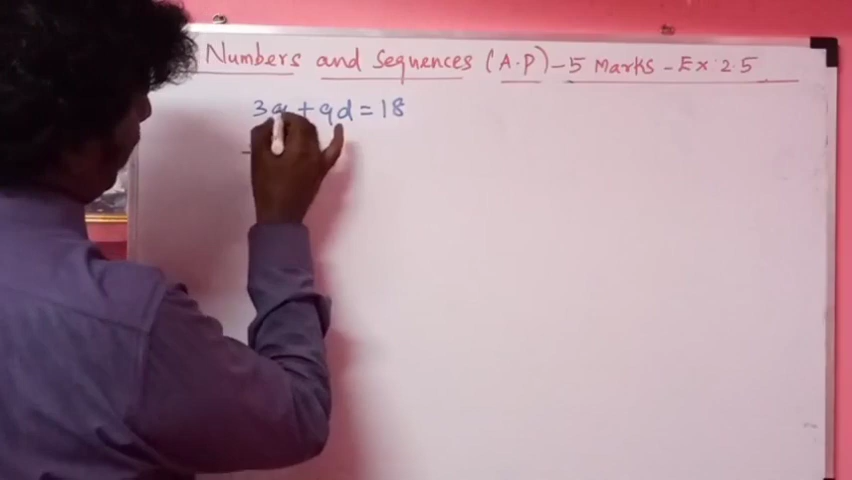 Numbers and Sequences (A.P) - 5 Marks - Ex 2.5
3a + 9d = 18